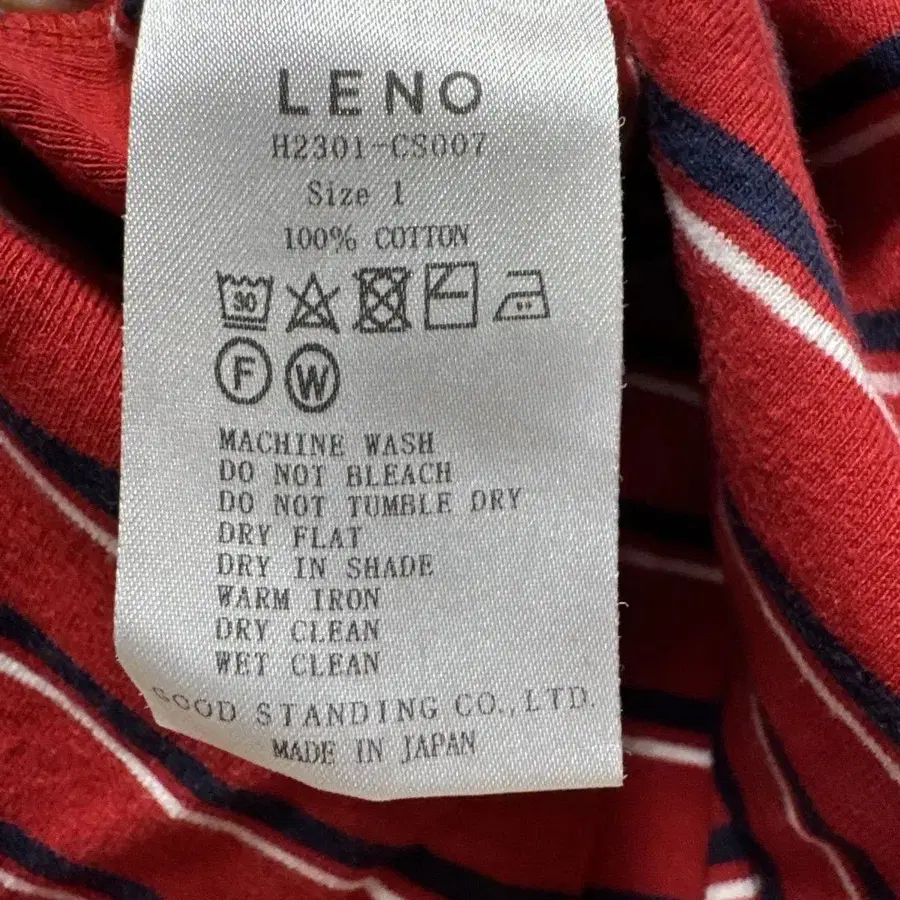 LENO
H2301-CS007
Size 1
100% COTTON
30
F W
MACHINE WASH
DO NOT BLEACH
DO NOT TUMBLE DRY
DRY FLAT
DRY IN SHADE
WARM IRON
DRY CLEAN
WET CLEAN
GOOD STANDING CO., LTD.
MADE IN JAPAN